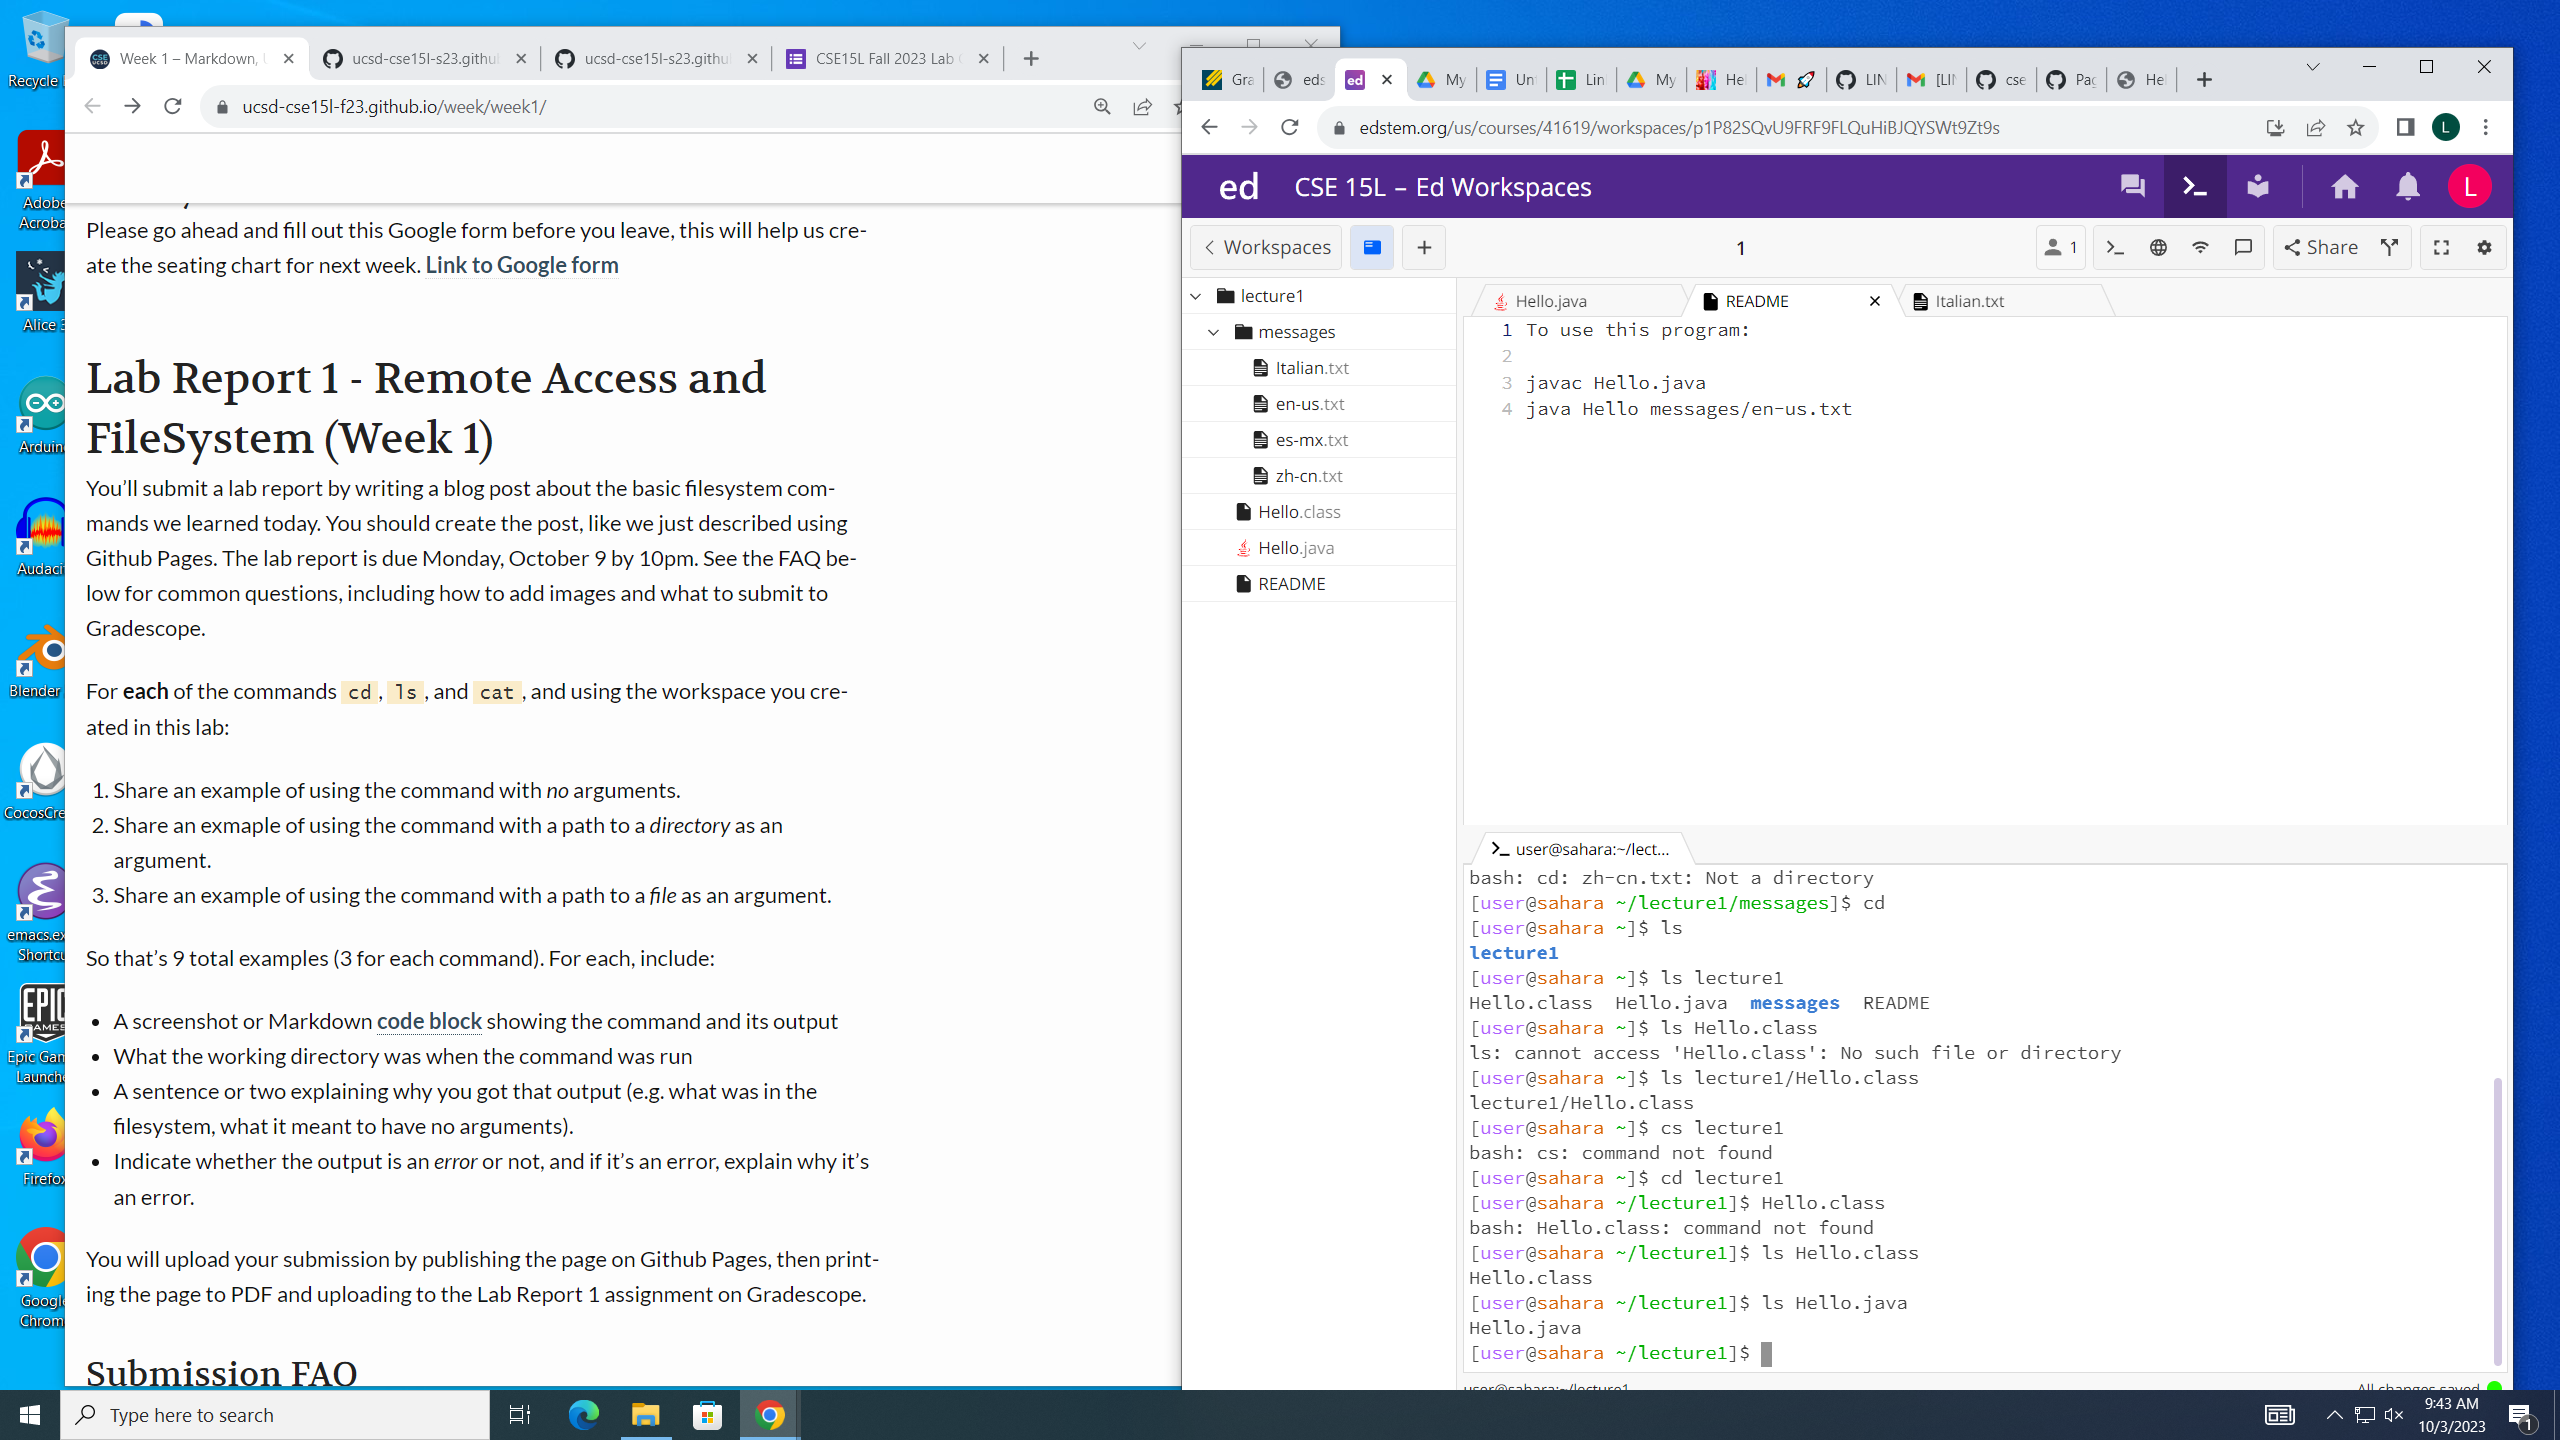 Recycle
Adobe
Acroba
Alice 3
Arduin
Audaci
Blender
CocosCre
emacs.ex
Shortcu
EPIC
GAMES
Epic Gam
Launche
Firefox
Google
Chrom
Week 1 – Markdown,
ucsd-cse15l-s23.githu
ucsd-cse15l-s23.githu
CSE15L Fall 2023 Lab
ucsd-cse15l-f23.github.io/week/week1/
Please go ahead and fill out this Google form before you leave, this will help us cre-
ate the seating chart for next week. Link to Google form
Lab Report 1 - Remote Access and
FileSystem (Week 1)
You’ll submit a lab report by writing a blog post about the basic filesystem com-
mands we learned today. You should create the post, like we just described using
Github Pages. The lab report is due Monday, October 9 by 10pm. See the FAQ be-
low for common questions, including how to add images and what to submit to
Gradescope.
For each of the commands cd, ls, and cat, and using the workspace you cre-
ated in this lab:
1. Share an example of using the command with no arguments.
2. Share an exmaple of using the command with a path to a directory as an
argument.
3. Share an example of using the command with a path to a file as an argument.
So that’s 9 total examples (3 for each command). For each, include:
• A screenshot or Markdown code block showing the command and its output
• What the working directory was when the command was run
• A sentence or two explaining why you got that output (e.g. what was in the
filesystem, what it meant to have no arguments).
• Indicate whether the output is an error or not, and if it’s an error, explain why it’s
an error.
You will upload your submission by publishing the page on Github Pages, then print-
ing the page to PDF and uploading to the Lab Report 1 assignment on Gradescope.
Submission FAQ
Gra
eds
ed
My
Unt
Lin
My
Hel
LIN
[LIN
cse
Pag
Hel
edstem.org/us/courses/41619/workspaces/p1P82SQvU9FRF9FLQuHiBJQYSWt9Zt9s
L
ed CSE 15L – Ed Workspaces
L
Workspaces
1
1
Share
lecture1
messages
Italian.txt
en-us.txt
es-mx.txt
zh-cn.txt
Hello.class
Hello.java
README
Hello.java
README
Italian.txt
1 To use this program:
2
3 javac Hello.java
4 java Hello messages/en-us.txt
user@sahara:~/lect...
bash: cd: zh-cn.txt: Not a directory
[user@sahara ~/lecture1/messages]$ cd
[user@sahara ~]$ ls
lecture1
[user@sahara ~]$ ls lecture1
Hello.class  Hello.java  messages  README
[user@sahara ~]$ ls Hello.class
ls: cannot access 'Hello.class': No such file or directory
[user@sahara ~]$ ls lecture1/Hello.class
lecture1/Hello.class
[user@sahara ~]$ cs lecture1
bash: cs: command not found
[user@sahara ~]$ cd lecture1
[user@sahara ~/lecture1]$ Hello.class
bash: Hello.class: command not found
[user@sahara ~/lecture1]$ ls Hello.class
Hello.class
[user@sahara ~/lecture1]$ ls Hello.java
Hello.java
[user@sahara ~/lecture1]$
user@sahara:~/lecture1
All changes saved
Type here to search
9:43 AM
10/3/2023
1